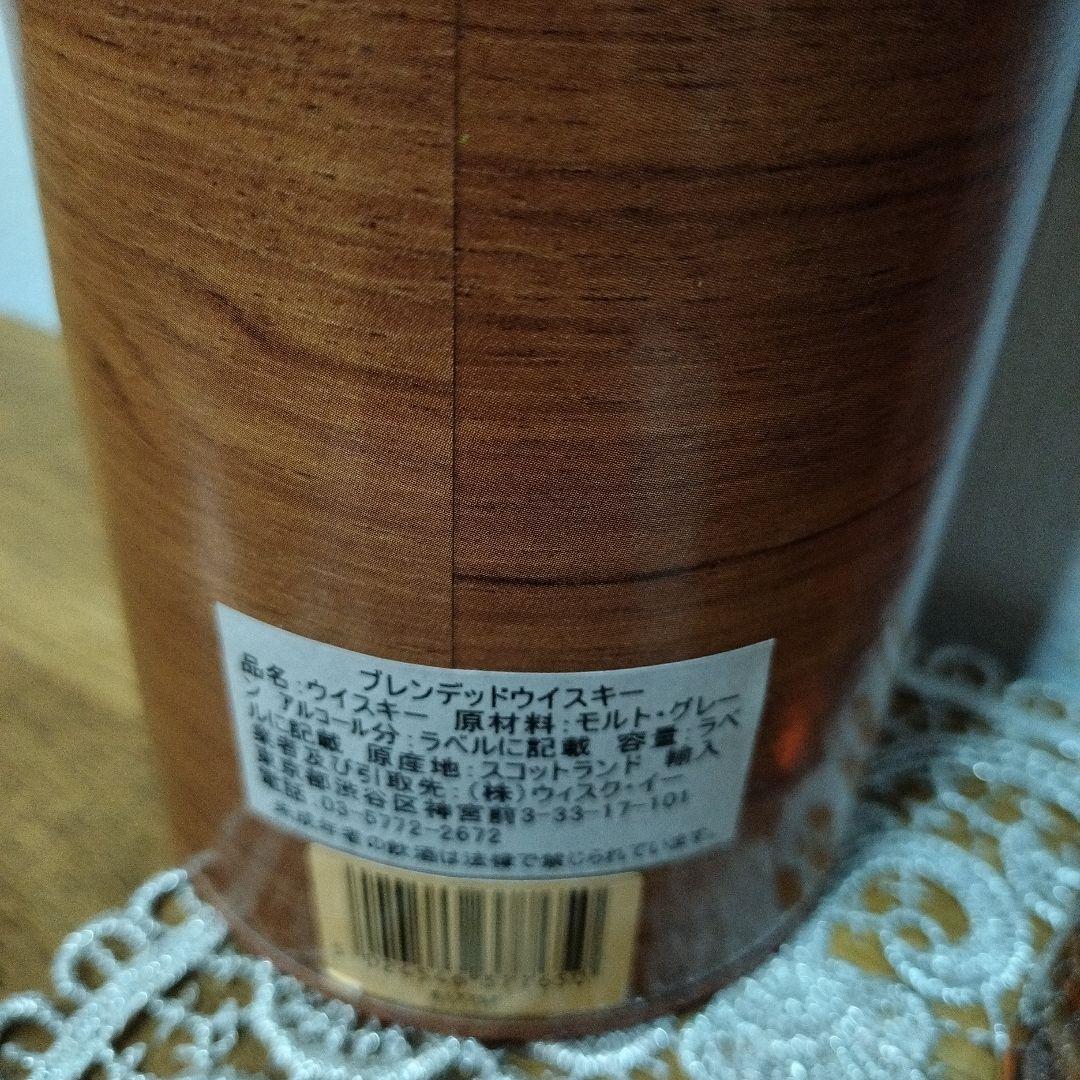 ブレンデッドウイスキー
品名:ウイスキー 原材料:モルト・グレー
ン アルコール分:ラベルに記載 容量:ラベ
ルに記載 原産地:スコットランド 輸入
業者及び引取先:(株)ウィスク・イー
東京都渋谷区神宮前3-33-17-101
電話:03-5772-2672
未成年者の飲酒は法律で禁じられています。